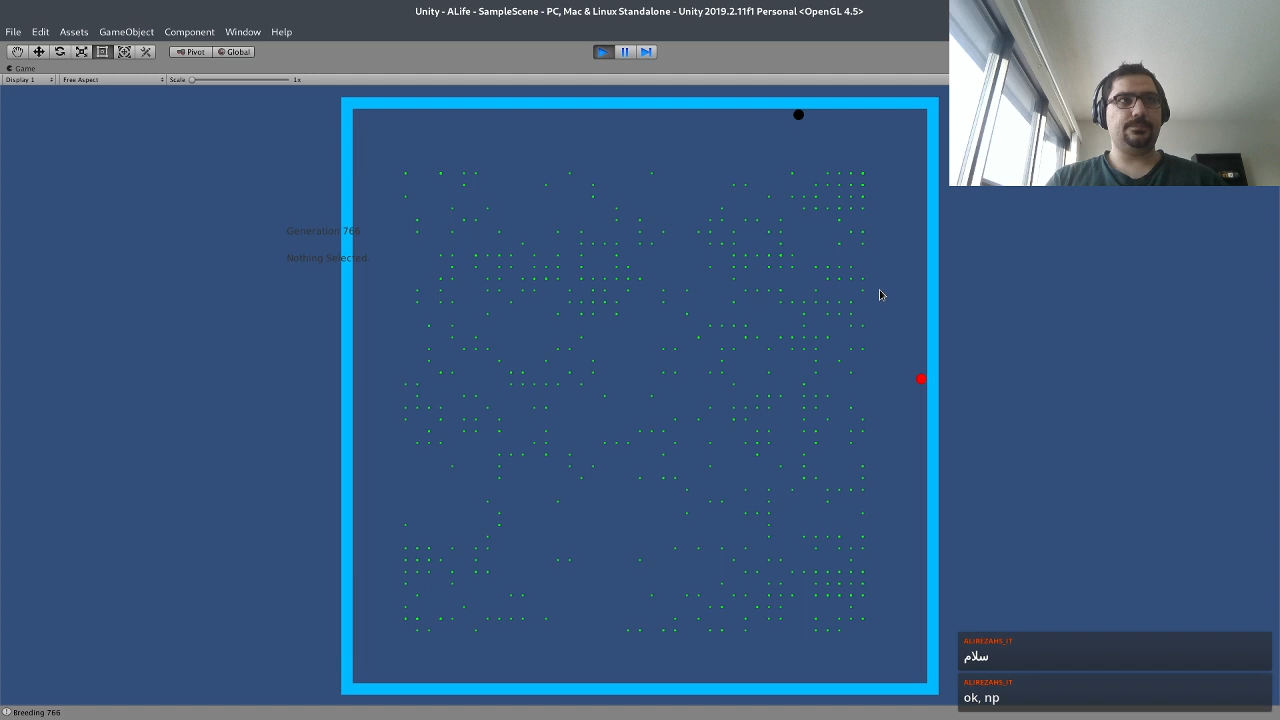 Unity - ALife - SampleScene - PC, Mac & Linux Standalone - Unity 2019.2.11f1 Personal <OpenGL 4.5>
File Edit Assets GameObject Component Window Help
Pivot Global
Game
Display 1 Free Aspect Scale 1x
Generation 766
Nothing Selected.
ALIREZAHS_IT
سلام
ALIREZAHS_IT
ok, np
Breeding 766